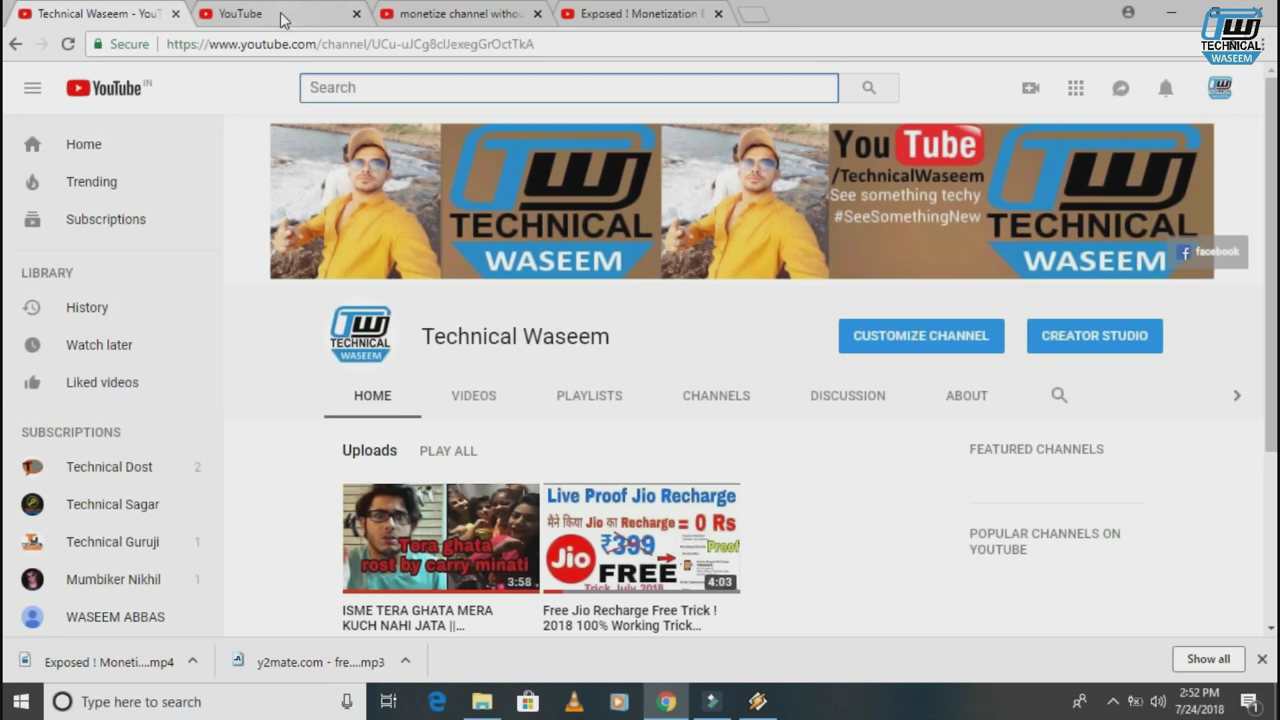 Technical Waseem - YouT
YouTube
monetize channel withou
Exposed ! Monetization E
TECHNICAL
WASEEM
Secure
https://www.youtube.com/channel/UCu-uJCg8clJexegGrOctTkA
YouTube IN
Search
Home
Trending
Subscriptions
LIBRARY
History
Watch later
Liked videos
SUBSCRIPTIONS
Technical Dost 2
Technical Sagar
Technical Guruji 1
Mumbiker Nikhil 1
WASEEM ABBAS
TECHNICAL
WASEEM
YouTube
/TechnicalWaseem
See something techy
#SeeSomethingNew
TECHNICAL
WASEEM
facebook
TECHNICAL
WASEEM
Technical Waseem
CUSTOMIZE CHANNEL
CREATOR STUDIO
HOME VIDEOS PLAYLISTS CHANNELS DISCUSSION ABOUT
Uploads PLAY ALL
Tera ghata
rost by carry minati
3:58
ISME TERA GHATA MERA
KUCH NAHI JATA ||...
Live Proof Jio Recharge
मैने किया Jio का Recharge = 0 Rs
Jio
₹399
Proof
FREE
Trick July 2018
4:03
Free Jio Recharge Free Trick !
2018 100% Working Trick...
FEATURED CHANNELS
POPULAR CHANNELS ON
YOUTUBE
Exposed ! Moneti....mp4
y2mate.com - fre....mp3
Show all
Type here to search
2:52 PM
7/24/2018
1